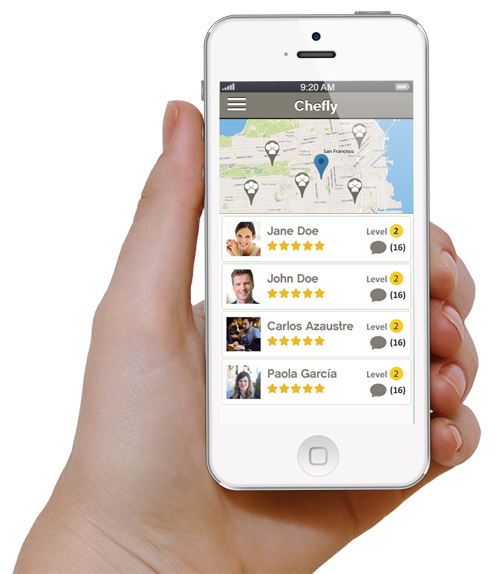 9:20 AM
Chefly
San Francisco
Jane Doe
Level 2
(16)
John Doe
Level 2
(16)
Carlos Azaustre
Level 2
(16)
Paola García
Level 2
(16)